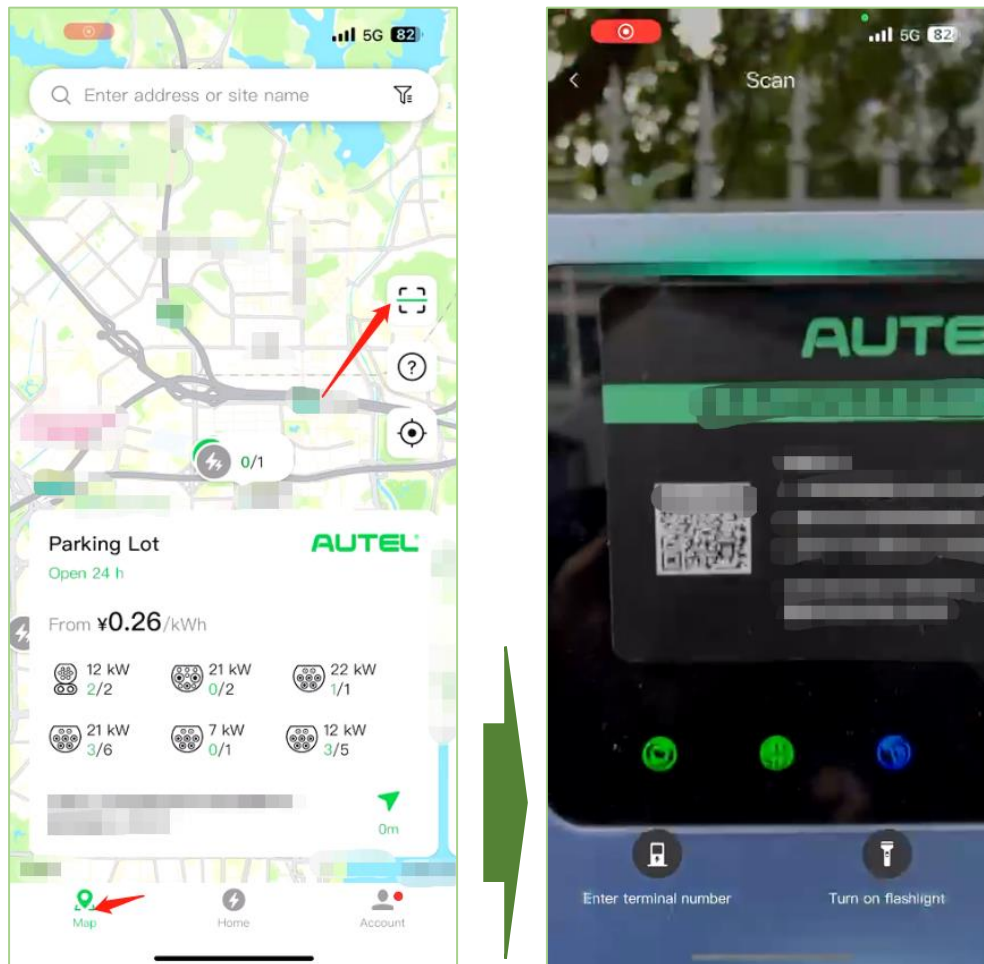 5G 82
Enter address or site name
?
0/1
Parking Lot
AUTEL
Open 24 h
From ¥0.26/kWh
12 kW
2/2
21 kW
0/2
22 kW
1/1
21 kW
3/6
7 kW
0/1
12 kW
3/5
0m
Map
Home
Account
5G 82
Scan
AUTE
Enter terminal number
Turn on flashlight